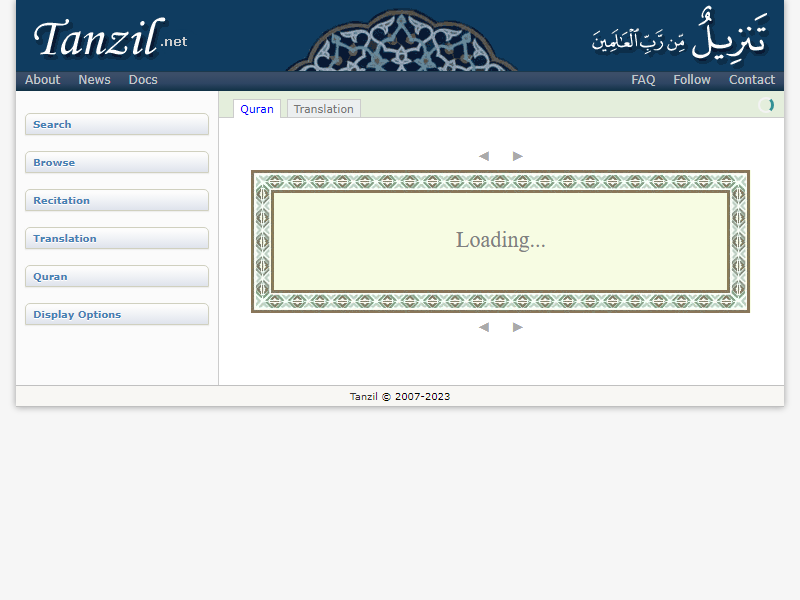 Tanzil.net
تَنزِيلٌ مِّن رَّبِّ الْعَالَمِينَ
About News Docs
FAQ Follow Contact
Search
Browse
Recitation
Translation
Quran
Display Options
Quran Translation
◀ ▶
Loading...
◀ ▶
Tanzil © 2007-2023